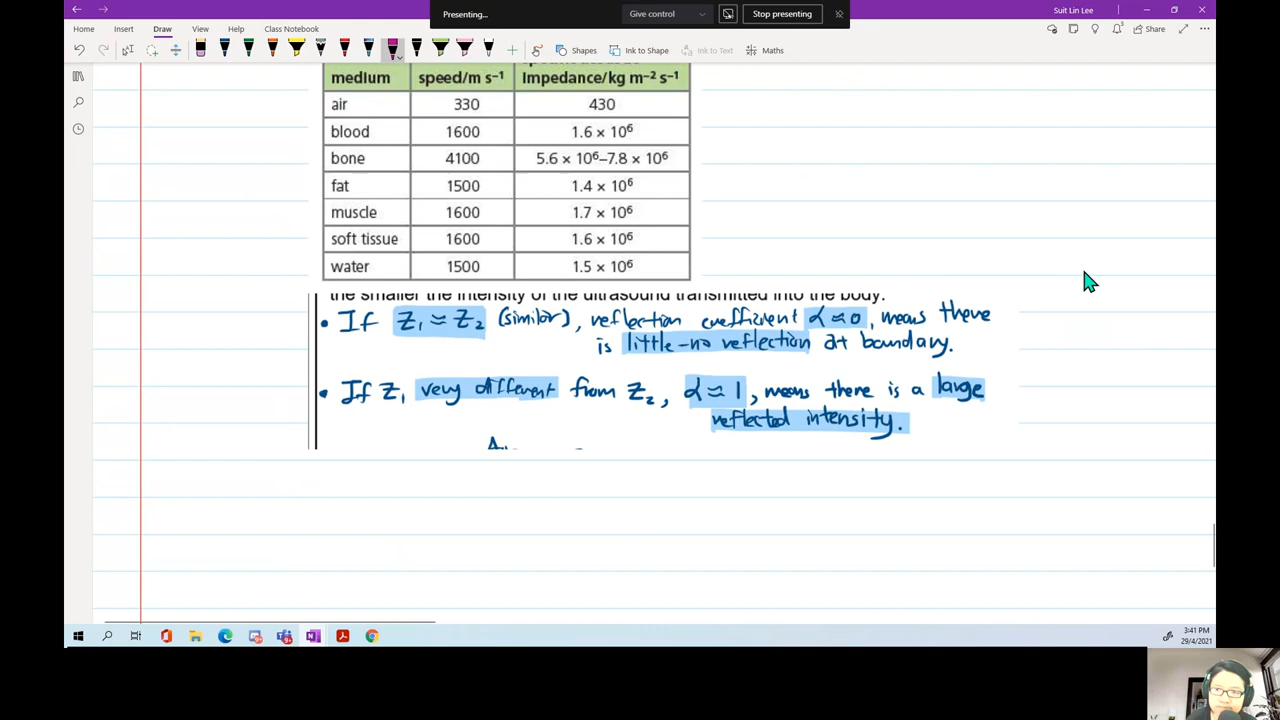 Presenting...
Give control
Stop presenting
Suit Lin Lee
Home
Insert
Draw
View
Help
Class Notebook
Share
Shapes
Ink to Shape
Ink to Text
Maths
medium speed/m s⁻¹ impedance/kg m⁻² s⁻¹
air 330 430
blood 1600 1.6 × 10⁶
bone 4100 5.6 × 10⁶–7.8 × 10⁶
fat 1500 1.4 × 10⁶
muscle 1600 1.7 × 10⁶
soft tissue 1600 1.6 × 10⁶
water 1500 1.5 × 10⁶
the smaller the intensity of the ultrasound transmitted into the body.
• If Z₁ ≈ Z₂ (similar), reflection coefficient α ≈ 0, means there
is little-no reflection at boundary.
• If Z₁ very different from Z₂, α ≈ 1, means there is a large
reflected intensity.
3:41 PM
29/4/2021